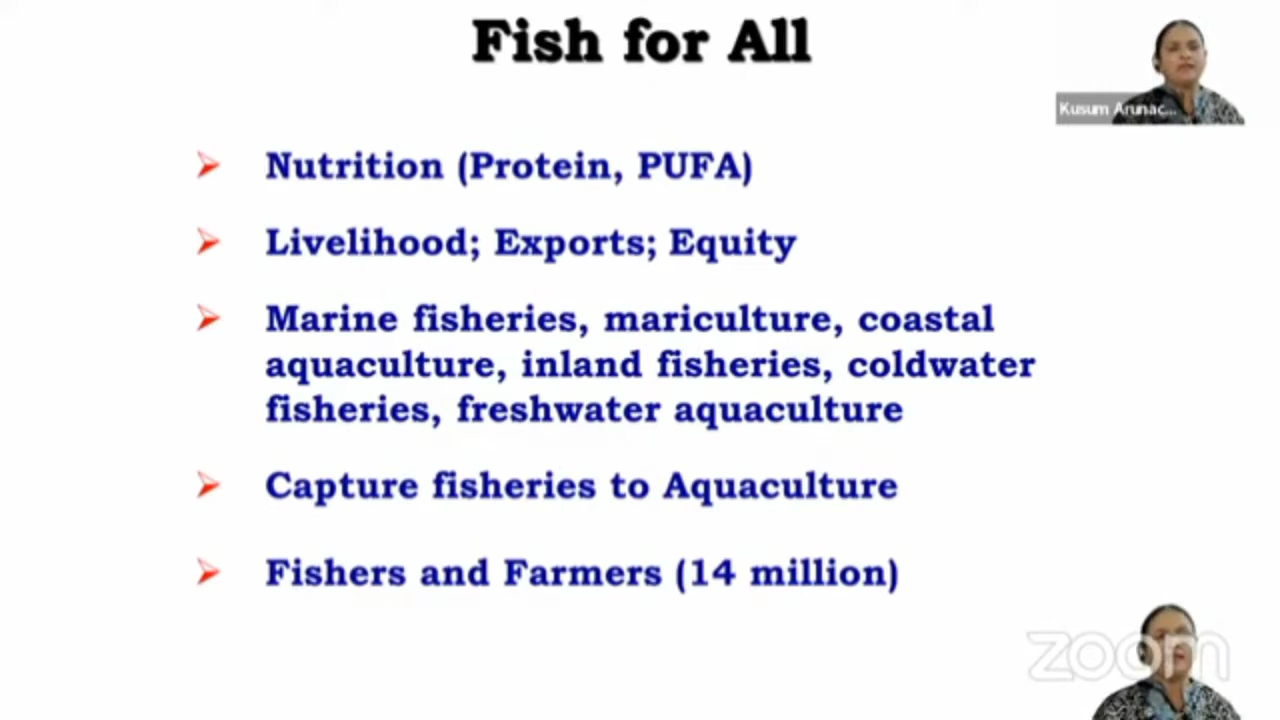 Fish for All
Kusum Arunac...
Nutrition (Protein, PUFA)
Livelihood; Exports; Equity
Marine fisheries, mariculture, coastal
aquaculture, inland fisheries, coldwater
fisheries, freshwater aquaculture
Capture fisheries to Aquaculture
Fishers and Farmers (14 million)
zoom